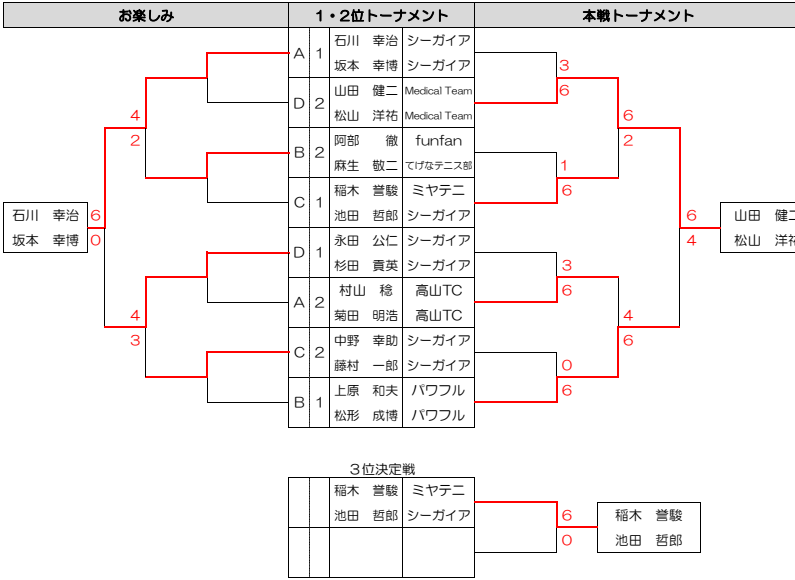 お楽しみ　１・２位トーナメント　本戦トーナメント
A 1 石川　幸治 シーガイア
坂本　幸博 シーガイア
3
6
D 2 山田　健二 Medical Team
松山　洋祐 Medical Team
4
2
6
2
B 2 阿部　徹 funfan
麻生　敬二 てげなテニス部
1
6
C 1 稲木　誉駿 ミヤテニ
池田　哲郎 シーガイア
石川　幸治 6
坂本　幸博 0
6 山田　健二
4 松山　洋祐
D 1 永田　公仁 シーガイア
杉田　貢英 シーガイア
3
6
A 2 村山　稔 高山TC
菊田　明浩 高山TC
4
3
4
6
C 2 中野　幸助 シーガイア
藤村　一郎 シーガイア
0
6
B 1 上原　和夫 パワフル
松形　成博 パワフル
３位決定戦
稲木　誉駿 ミヤテニ
池田　哲郎 シーガイア
6 稲木　誉駿
0 池田　哲郎